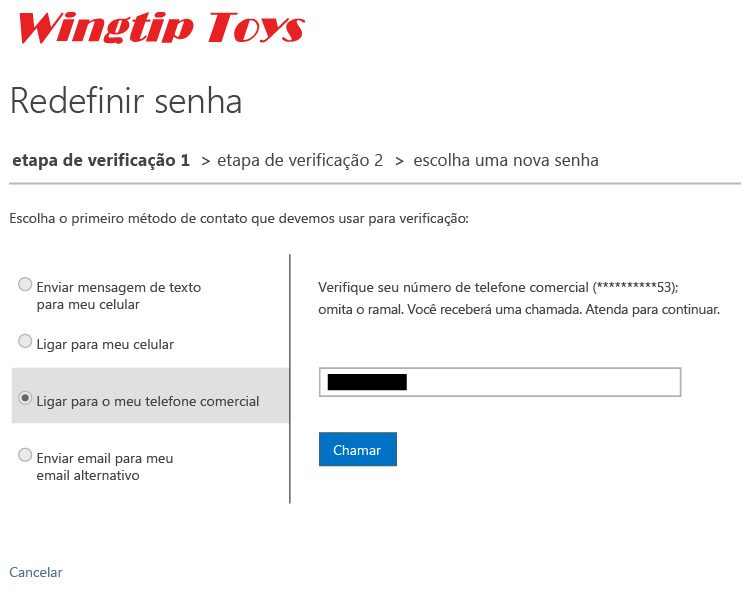 Wingtip Toys
Redefinir senha
etapa de verificação 1 > etapa de verificação 2 > escolha uma nova senha
Escolha o primeiro método de contato que devemos usar para verificação:
Enviar mensagem de texto
para meu celular
Ligar para meu celular
Ligar para o meu telefone comercial
Enviar email para meu
email alternativo
Verifique seu número de telefone comercial (**********53);
omita o ramal. Você receberá uma chamada. Atenda para continuar.
Chamar
Cancelar